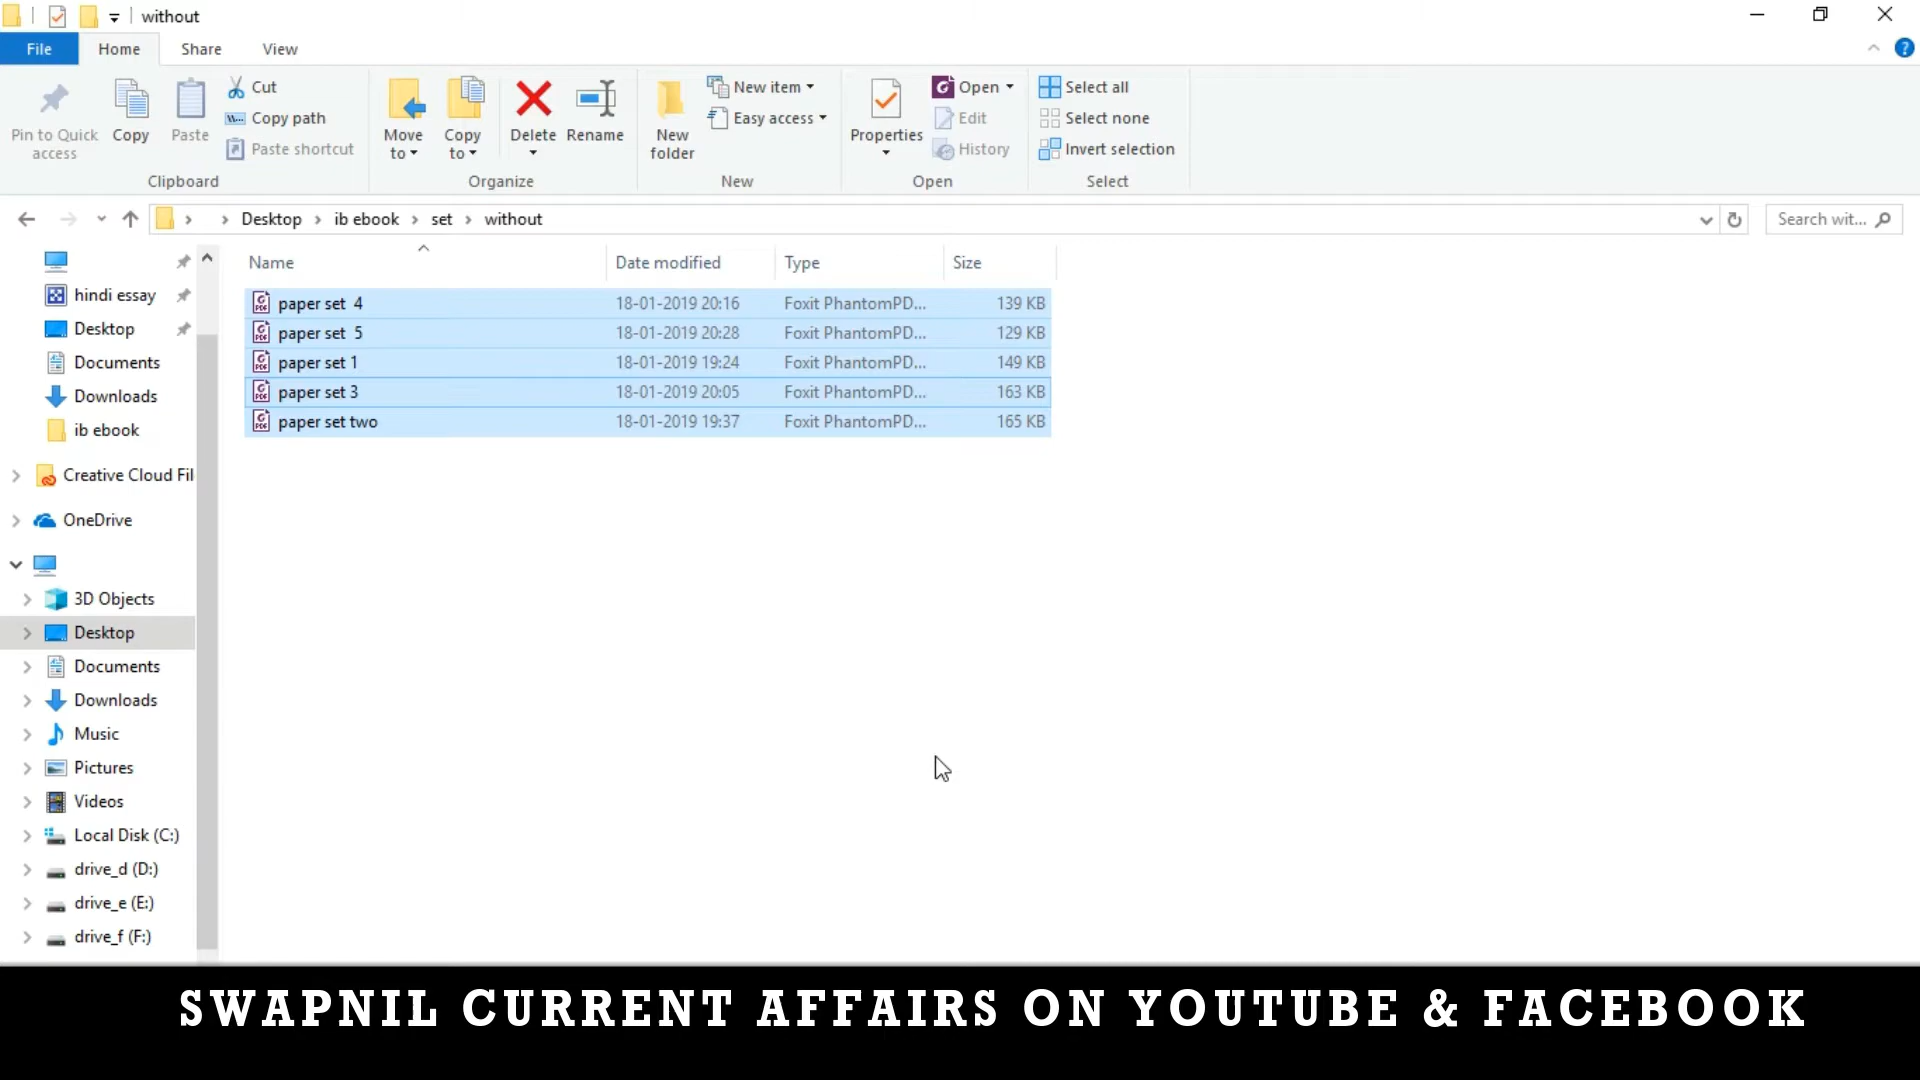 without
File Home Share View
Pin to Quick access
Copy
Paste
Cut
Copy path
Paste shortcut
Clipboard
Move to
Copy to
Delete
Rename
Organize
New folder
New item
Easy access
New
Properties
Open
Edit
History
Open
Select all
Select none
Invert selection
Select
Desktop ib ebook set without
Search wit...
hindi essay
Desktop
Documents
Downloads
ib ebook
Creative Cloud Fil
OneDrive
3D Objects
Desktop
Documents
Downloads
Music
Pictures
Videos
Local Disk (C:)
drive_d (D:)
drive_e (E:)
drive_f (F:)
Name Date modified Type Size
paper set 4 18-01-2019 20:16 Foxit PhantomPD... 139 KB
paper set 5 18-01-2019 20:28 Foxit PhantomPD... 129 KB
paper set 1 18-01-2019 19:24 Foxit PhantomPD... 149 KB
paper set 3 18-01-2019 20:05 Foxit PhantomPD... 163 KB
paper set two 18-01-2019 19:37 Foxit PhantomPD... 165 KB
SWAPNIL CURRENT AFFAIRS ON YOUTUBE & FACEBOOK